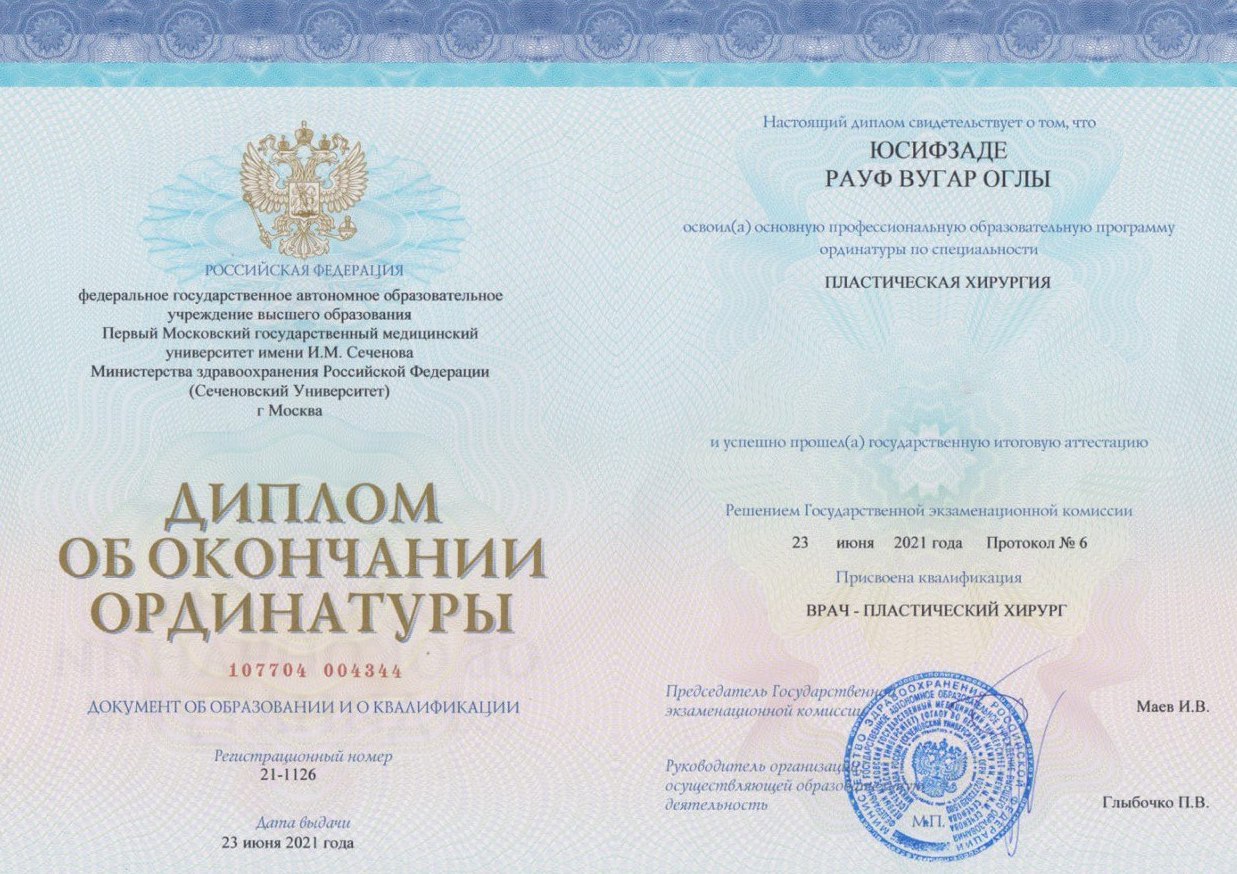 РОССИЙСКАЯ ФЕДЕРАЦИЯ
федеральное государственное автономное образовательное
учреждение высшего образования
Первый Московский государственный медицинский
университет имени И.М. Сеченова
Министерства здравоохранения Российской Федерации
(Сеченовский Университет)
г Москва
ДИПЛОМ
ОБ ОКОНЧАНИИ
ОРДИНАТУРЫ
107704 004344
ДОКУМЕНТ ОБ ОБРАЗОВАНИИ И О КВАЛИФИКАЦИИ
Регистрационный номер
21-1126
Дата выдачи
23 июня 2021 года
Настоящий диплом свидетельствует о том, что
ЮСИФЗАДЕ
РАУФ ВУГАР ОГЛЫ
освоил(а) основную профессиональную образовательную программу
ординатуры по специальности
ПЛАСТИЧЕСКАЯ ХИРУРГИЯ
и успешно прошел(а) государственную итоговую аттестацию
Решением Государственной экзаменационной комиссии
23 июня 2021 года Протокол № 6
Присвоена квалификация
ВРАЧ - ПЛАСТИЧЕСКИЙ ХИРУРГ
Председатель Государственной
экзаменационной комиссии
Маев И.В.
Руководитель организации,
осуществляющей образовательную
деятельность
Глыбочко П.В.
М.П.
МИНИСТЕРСТВО ЗДРАВООХРАНЕНИЯ РОССИЙСКОЙ ФЕДЕРАЦИИ